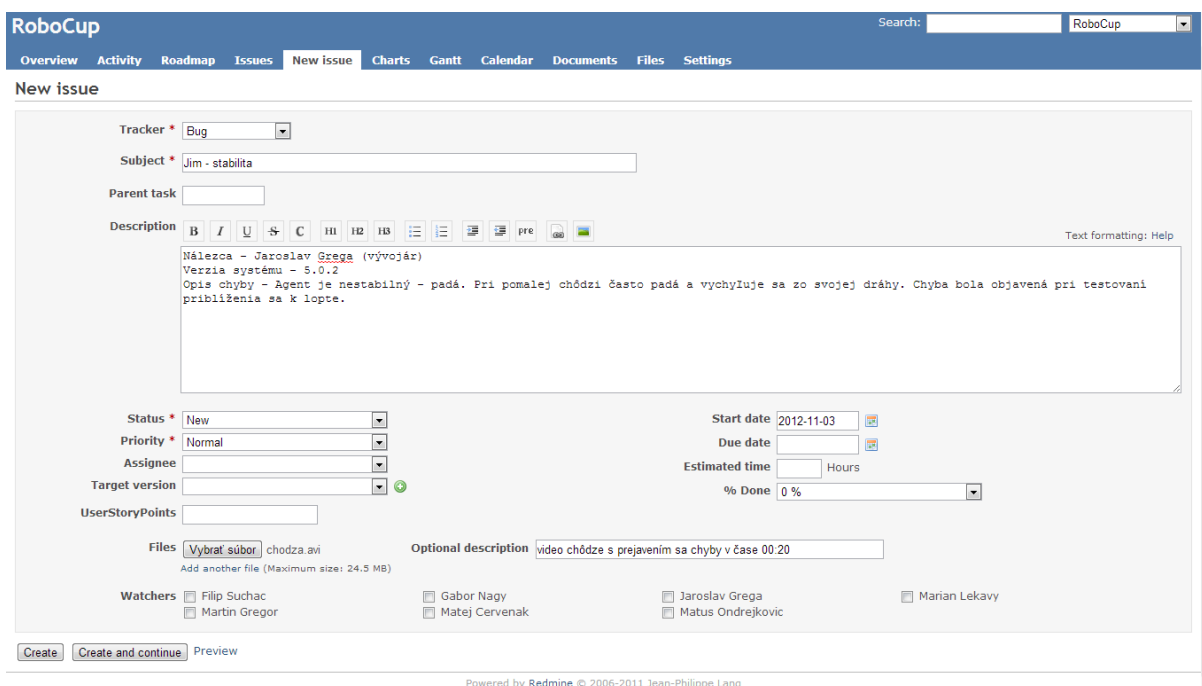 RoboCup
Search:
RoboCup
Overview Activity Roadmap Issues New issue Charts Gantt Calendar Documents Files Settings
New issue
Tracker * Bug
Subject * Jim - stabilita
Parent task
Description B I U S C H1 H2 H3 pre
Text formatting: Help
Nálezca - Jaroslav Grega (vývojár)
Verzia systému - 5.0.2
Opis chyby - Agent je nestabilný - padá. Pri pomalej chôdzi často padá a vychyľuje sa zo svojej dráhy. Chyba bola objavená pri testovaní
priblíženia sa k lopte.
Status * New
Start date 2012-11-03
Priority * Normal
Due date
Assignee
Estimated time Hours
Target version
% Done 0 %
UserStoryPoints
Files Vybrať súbor chodza.avi Optional description video chôdze s prejavením sa chyby v čase 00:20
Add another file (Maximum size: 24.5 MB)
Watchers Filip Suchac Gabor Nagy Jaroslav Grega Marian Lekavy
Martin Gregor Matej Cervenak Matus Ondrejkovic
Create Create and continue Preview
Powered by Redmine © 2006-2011 Jean-Philippe Lang